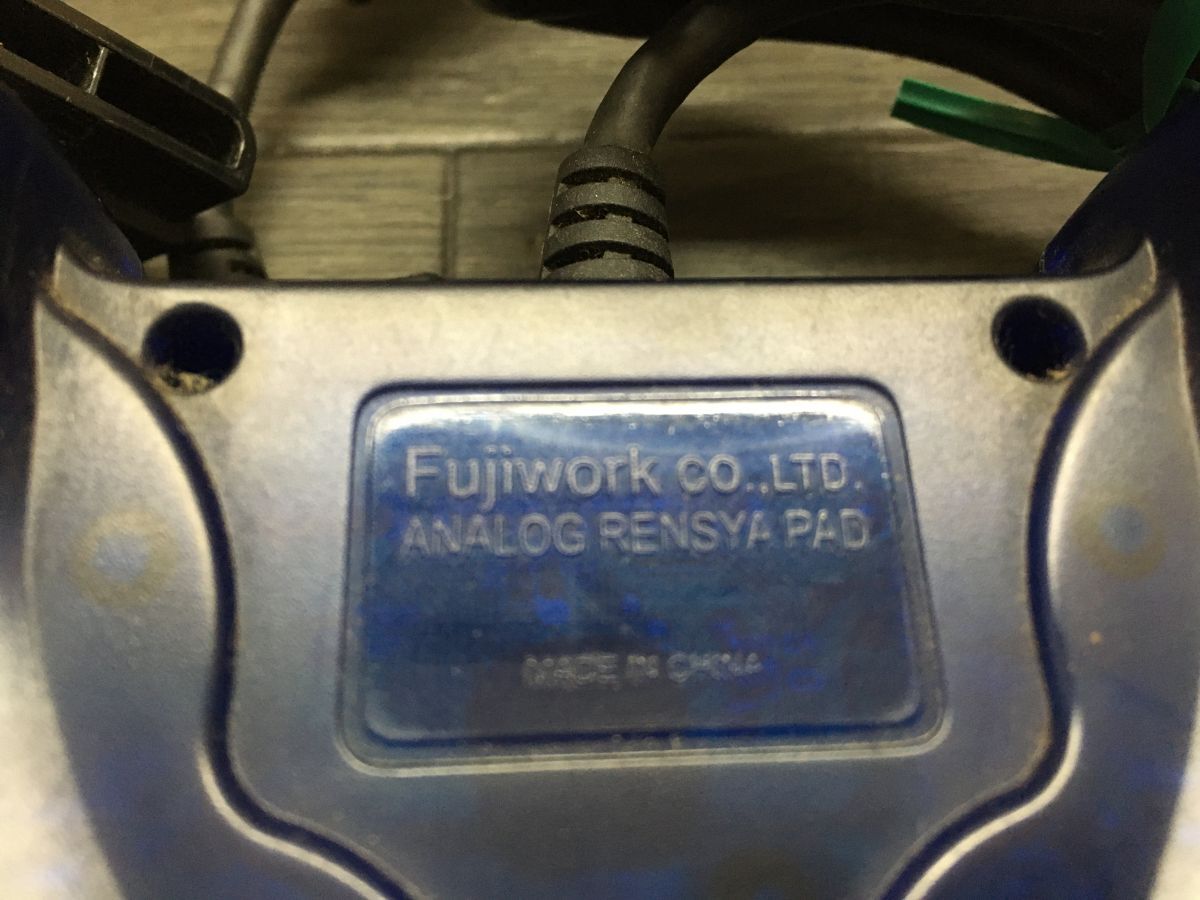 Fujiwork CO.,LTD.
ANALOG RENSYA PAD
MADE IN CHINA